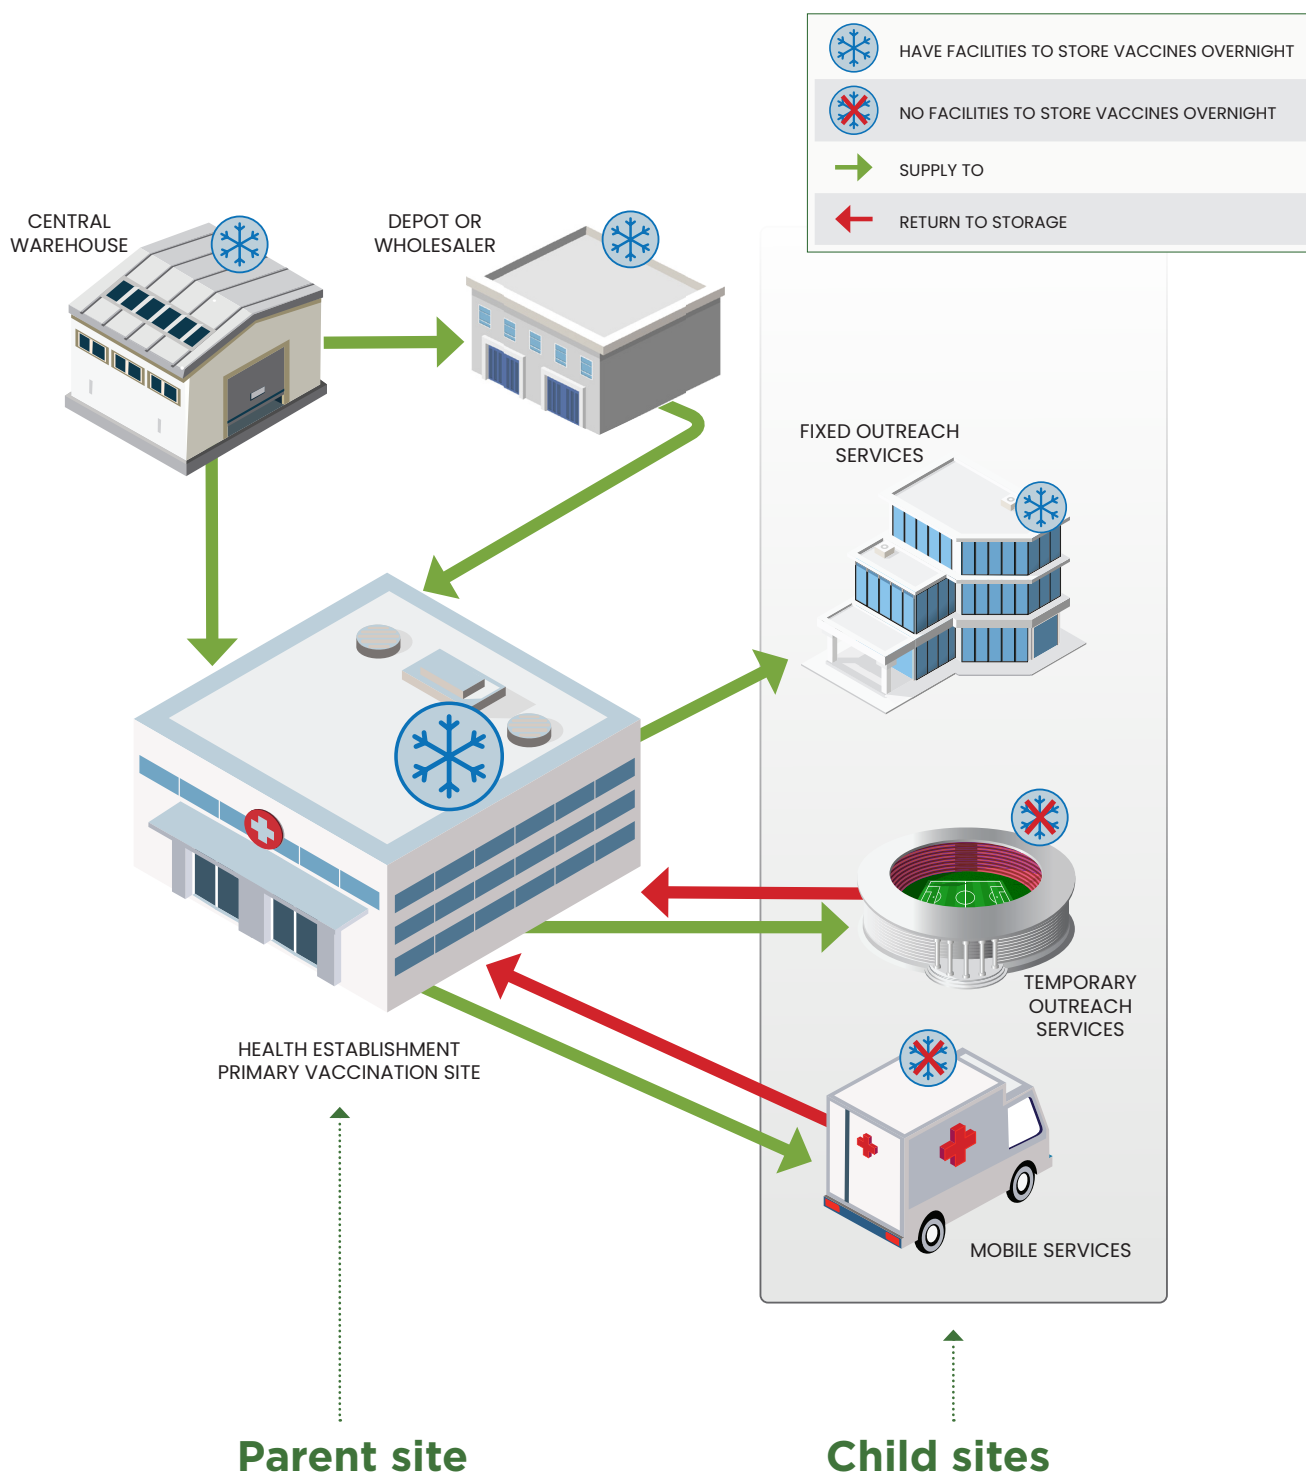 HAVE FACILITIES TO STORE VACCINES OVERNIGHT
NO FACILITIES TO STORE VACCINES OVERNIGHT
SUPPLY TO
RETURN TO STORAGE
CENTRAL
WAREHOUSE
DEPOT OR
WHOLESALER
FIXED OUTREACH
SERVICES
TEMPORARY
OUTREACH
SERVICES
HEALTH ESTABLISHMENT
PRIMARY VACCINATION SITE
MOBILE SERVICES
Parent site
Child sites